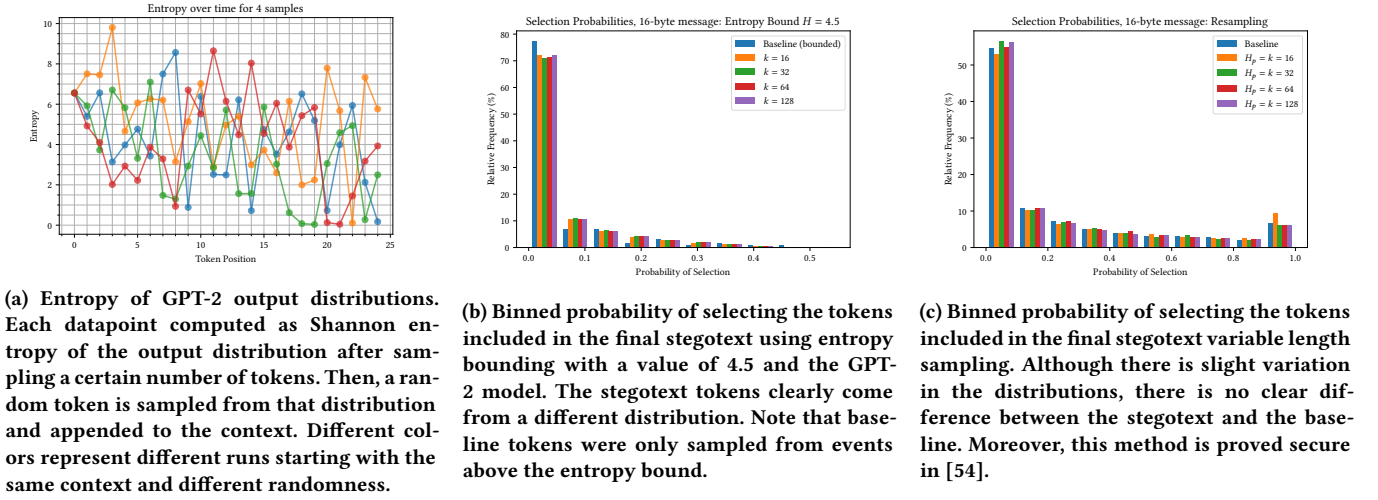 Entropy over time for 4 samples
10
8
6
4
2
0
Entropy
0 5 10 15 20 25
Token Position
(a) Entropy of GPT-2 output distributions.
Each datapoint computed as Shannon en-
tropy of the output distribution after sam-
pling a certain number of tokens. Then, a ran-
dom token is sampled from that distribution
and appended to the context. Different col-
ors represent different runs starting with the
same context and different randomness.
Selection Probabilities, 16-byte message: Entropy Bound H = 4.5
80
70
60
50
40
30
20
10
0
Relative Frequency (%)
Baseline (bounded)
k = 16
k = 32
k = 64
k = 128
0.0 0.1 0.2 0.3 0.4 0.5
Probability of Selection
(b) Binned probability of selecting the tokens
included in the final stegotext using entropy
bounding with a value of 4.5 and the GPT-
2 model. The stegotext tokens clearly come
from a different distribution. Note that base-
line tokens were only sampled from events
above the entropy bound.
Selection Probabilities, 16-byte message: Resampling
50
40
30
20
10
0
Relative Frequency (%)
Baseline
Hₚ = k = 16
Hₚ = k = 32
Hₚ = k = 64
Hₚ = k = 128
0.0 0.2 0.4 0.6 0.8 1.0
Probability of Selection
(c) Binned probability of selecting the tokens
included in the final stegotext variable length
sampling. Although there is slight variation
in the distributions, there is no clear dif-
ference between the stegotext and the base-
line. Moreover, this method is proved secure
in [54].